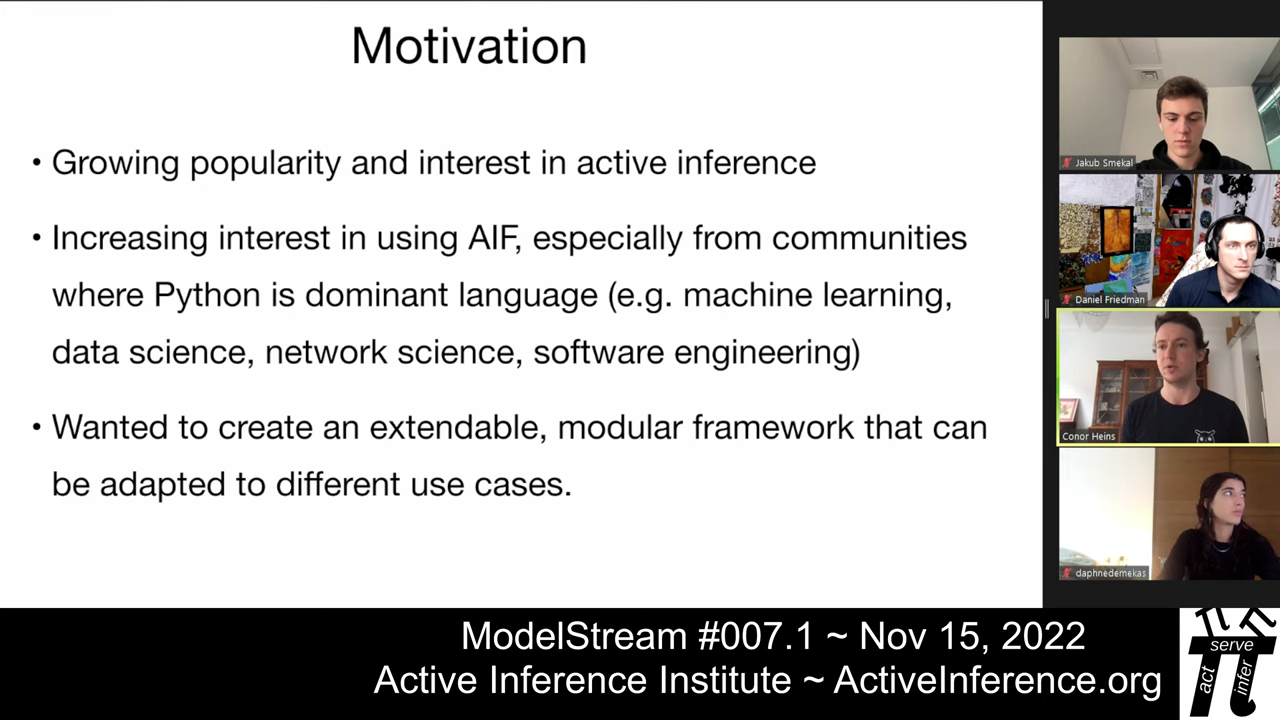 Motivation
• Growing popularity and interest in active inference
• Increasing interest in using AIF, especially from communities
where Python is dominant language (e.g. machine learning,
data science, network science, software engineering)
• Wanted to create an extendable, modular framework that can
be adapted to different use cases.
Jakub Smekal
Daniel Friedman
Conor Heins
daphnedemekas
ModelStream #007.1 ~ Nov 15, 2022
Active Inference Institute ~ ActiveInference.org
serve
act
infer